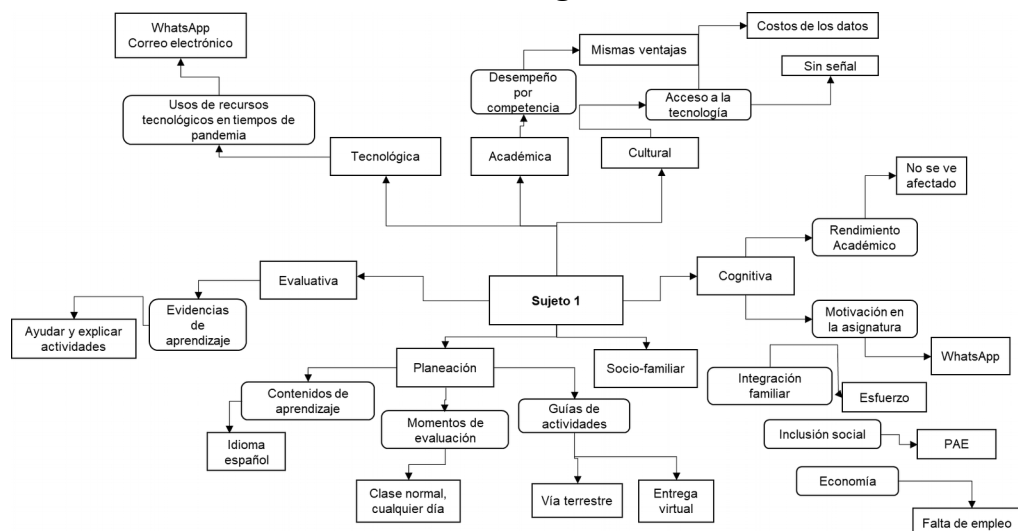 WhatsApp
Correo electrónico
Usos de recursos
tecnológicos en tiempos de
pandemia
Tecnológica
Mismas ventajas
Desempeño
por
competencia
Académica
Costos de los datos
Sin señal
Acceso a la
tecnología
Cultural
No se ve
afectado
Rendimiento
Académico
Cognitiva
Motivación en
la asignatura
WhatsApp
Sujeto 1
Evaluativa
Evidencias
de
aprendizaje
Ayudar y explicar
actividades
Planeación
Contenidos de
aprendizaje
Idioma
español
Momentos de
evaluación
Clase normal,
cualquier día
Guías de
actividades
Vía terrestre
Entrega
virtual
Socio-familiar
Integración
familiar
Esfuerzo
Inclusión social
PAE
Economía
Falta de empleo